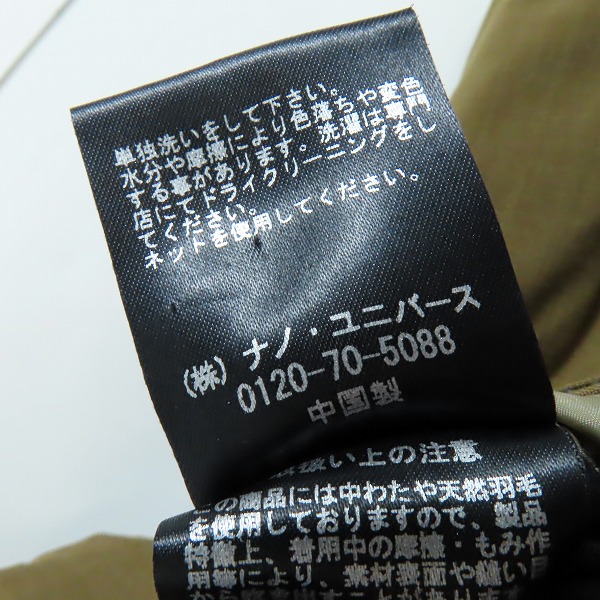 単独洗いをして下さい。
水分や摩擦により色落ちや変色
する事があります。洗濯は専門
店にてドライクリーニングをし
てください。
ネットを使用してください。
(株)ナノ・ユニバース
0120-70-5088
中国製
取扱い上の注意
この商品には中わたや天然羽毛
を使用しておりますので、製品
特徴上、着用中の摩擦・もみ作
用等により、素材表面や縫い目
から